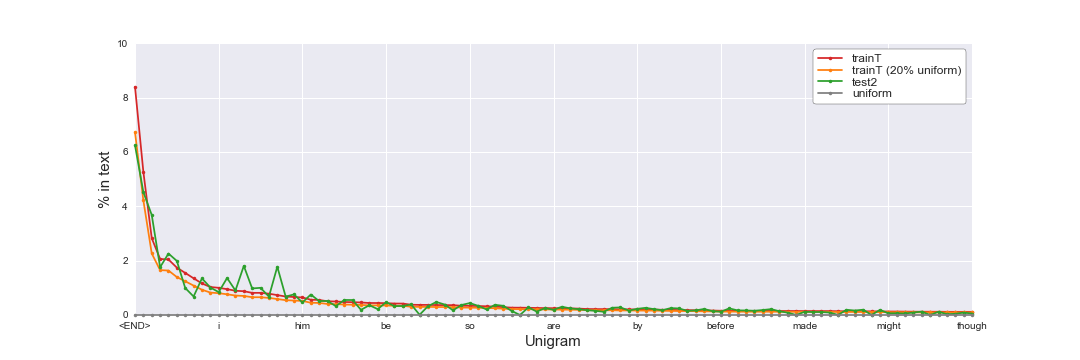 10
8
6
4
2
0
% in text
trainT
trainT (20% uniform)
test2
uniform
<END> i him be so are by before made might though
Unigram